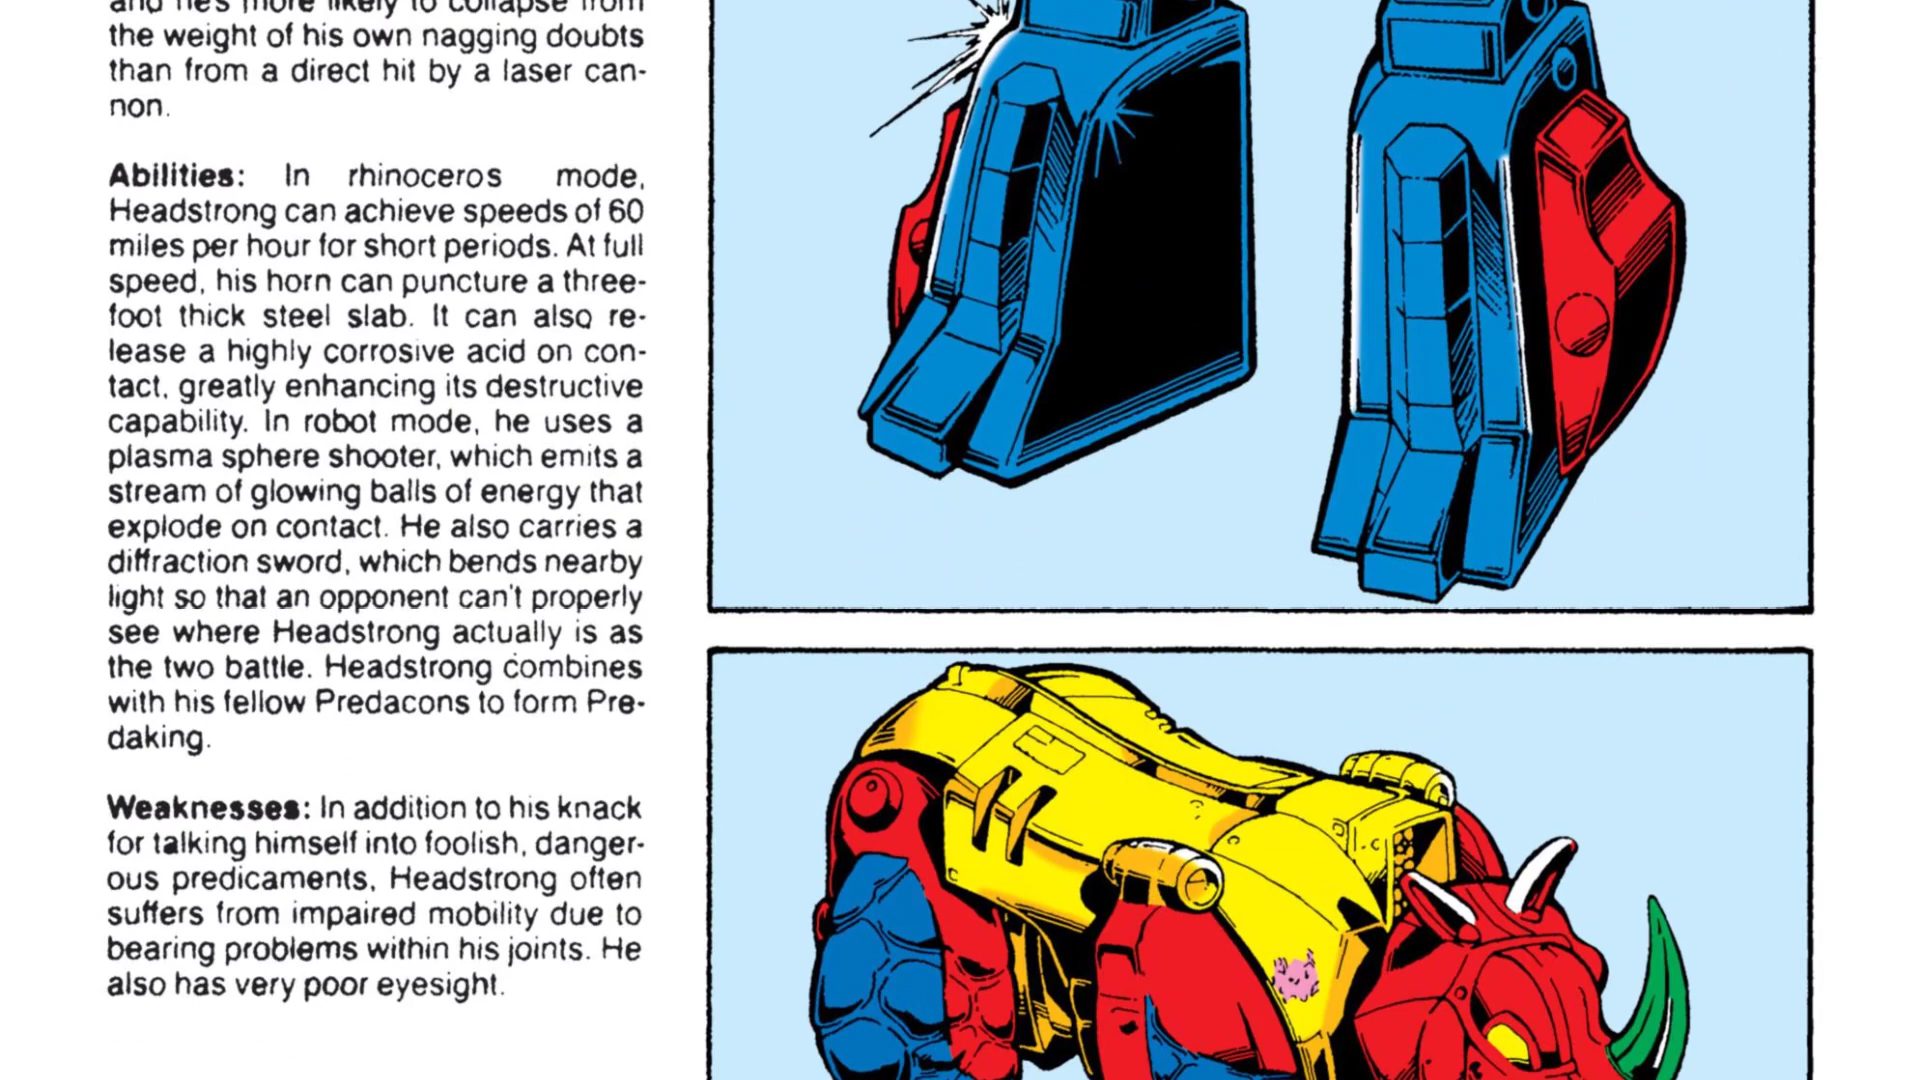 and he's more likely to collapse from
the weight of his own nagging doubts
than from a direct hit by a laser can-
non.
Abilities: In rhinoceros mode,
Headstrong can achieve speeds of 60
miles per hour for short periods. At full
speed, his horn can puncture a three-
foot thick steel slab. It can also re-
lease a highly corrosive acid on con-
tact, greatly enhancing its destructive
capability. In robot mode, he uses a
plasma sphere shooter, which emits a
stream of glowing balls of energy that
explode on contact. He also carries a
diffraction sword, which bends nearby
light so that an opponent can't properly
see where Headstrong actually is as
the two battle. Headstrong combines
with his fellow Predacons to form Pre-
daking.
Weaknesses: In addition to his knack
for talking himself into foolish, danger-
ous predicaments, Headstrong often
suffers from impaired mobility due to
bearing problems within his joints. He
also has very poor eyesight.